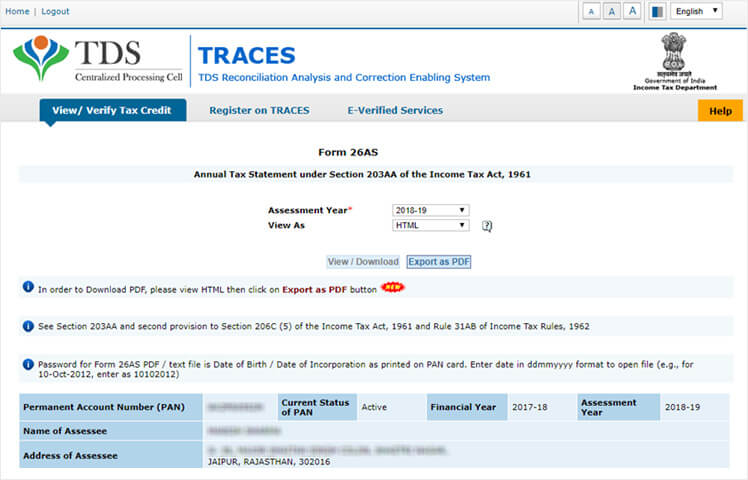 Home | Logout
A A A English
TDS
Centralized Processing Cell
TRACES
TDS Reconciliation Analysis and Correction Enabling System
Government of India
Income Tax Department
View/ Verify Tax Credit Register on TRACES E-Verified Services Help
Form 26AS
Annual Tax Statement under Section 203AA of the Income Tax Act, 1961
Assessment Year* 2018-19
View As HTML ?
View / Download Export as PDF
In order to Download PDF, please view HTML then click on Export as PDF button NEW
See Section 203AA and second provision to Section 206C (5) of the Income Tax Act, 1961 and Rule 31AB of Income Tax Rules, 1962
Password for Form 26AS PDF / text file is Date of Birth / Date of Incorporation as printed on PAN card. Enter date in ddmmyyyy format to open file (e.g., for
10-Oct-2012, enter as 10102012)
Permanent Account Number (PAN) Current Status of PAN Active Financial Year 2017-18 Assessment Year 2018-19
Name of Assessee
Address of Assessee
JAIPUR, RAJASTHAN, 302016